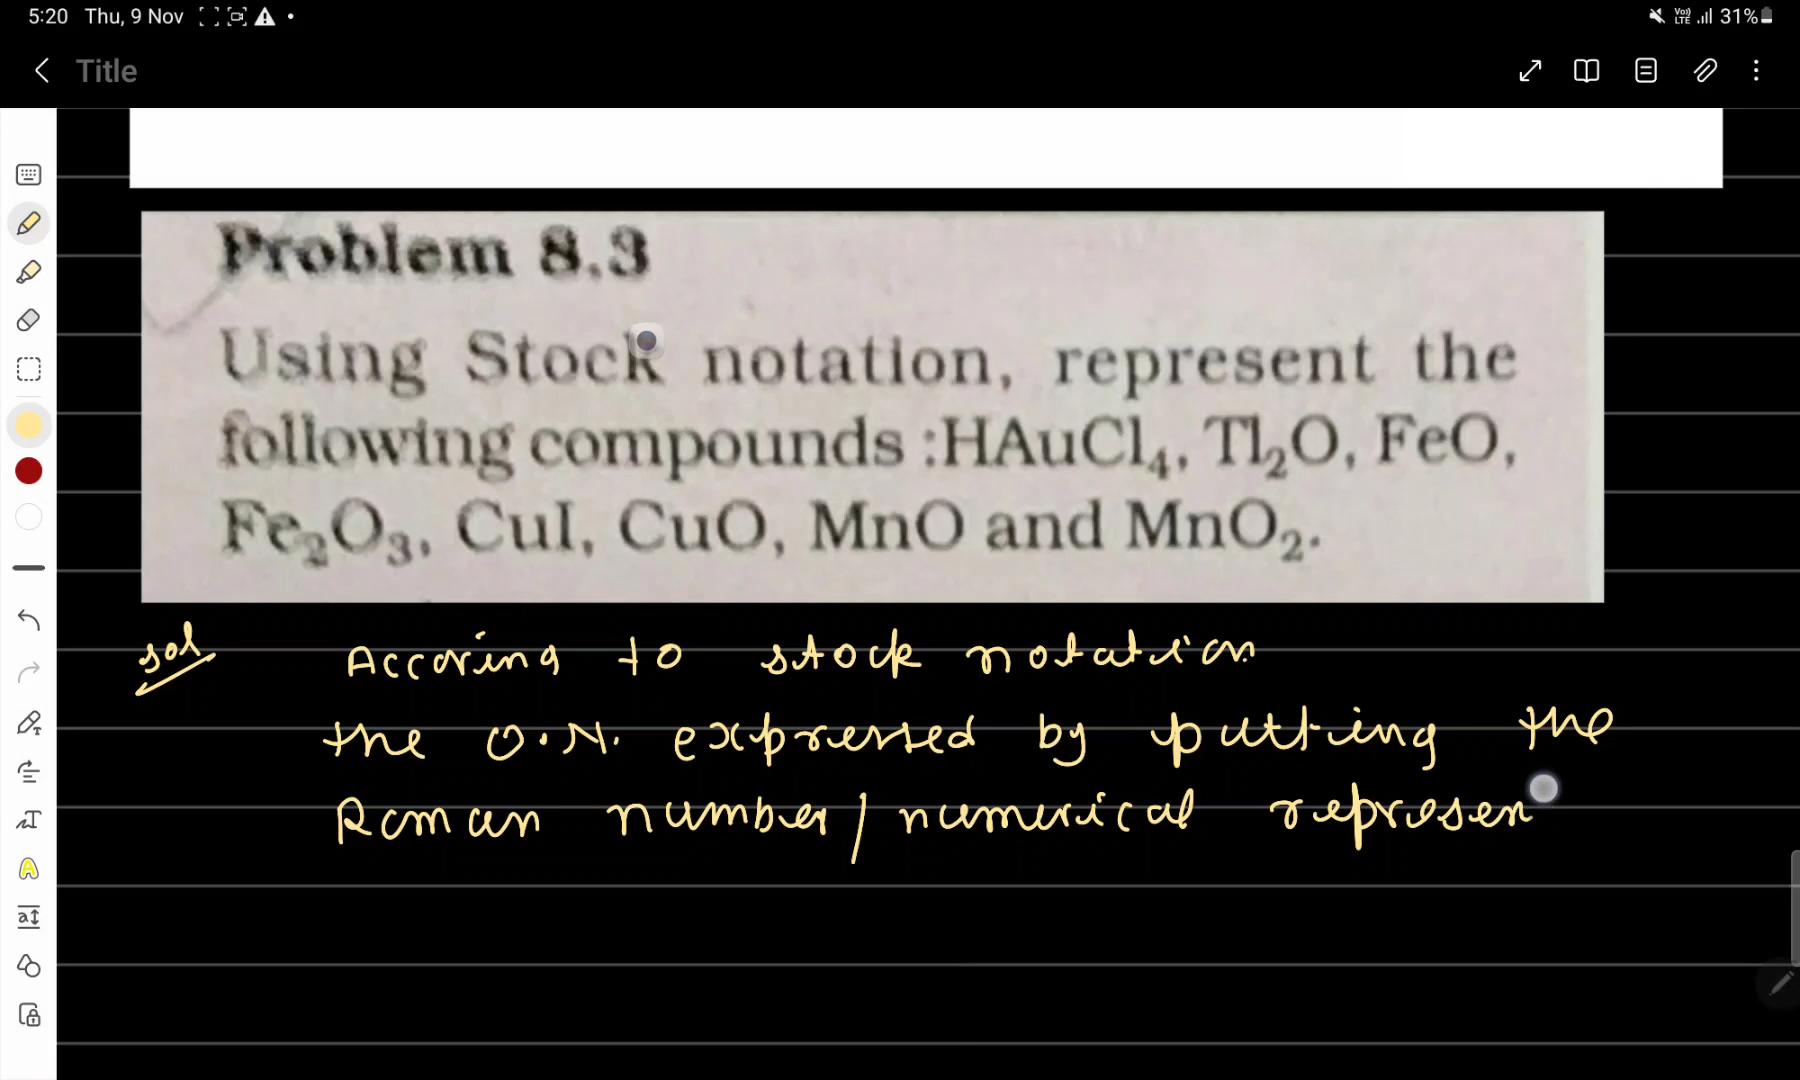 5:20 Thu, 9 Nov
31%
Title
Problem 8.3
Using Stock notation, represent the
following compounds :HAuCl₄, Tl₂O, FeO,
Fe₂O₃, CuI, CuO, MnO and MnO₂.
sol Accoring to stock notation
the O.N. expressed by putting the
Roman number/numerical represen